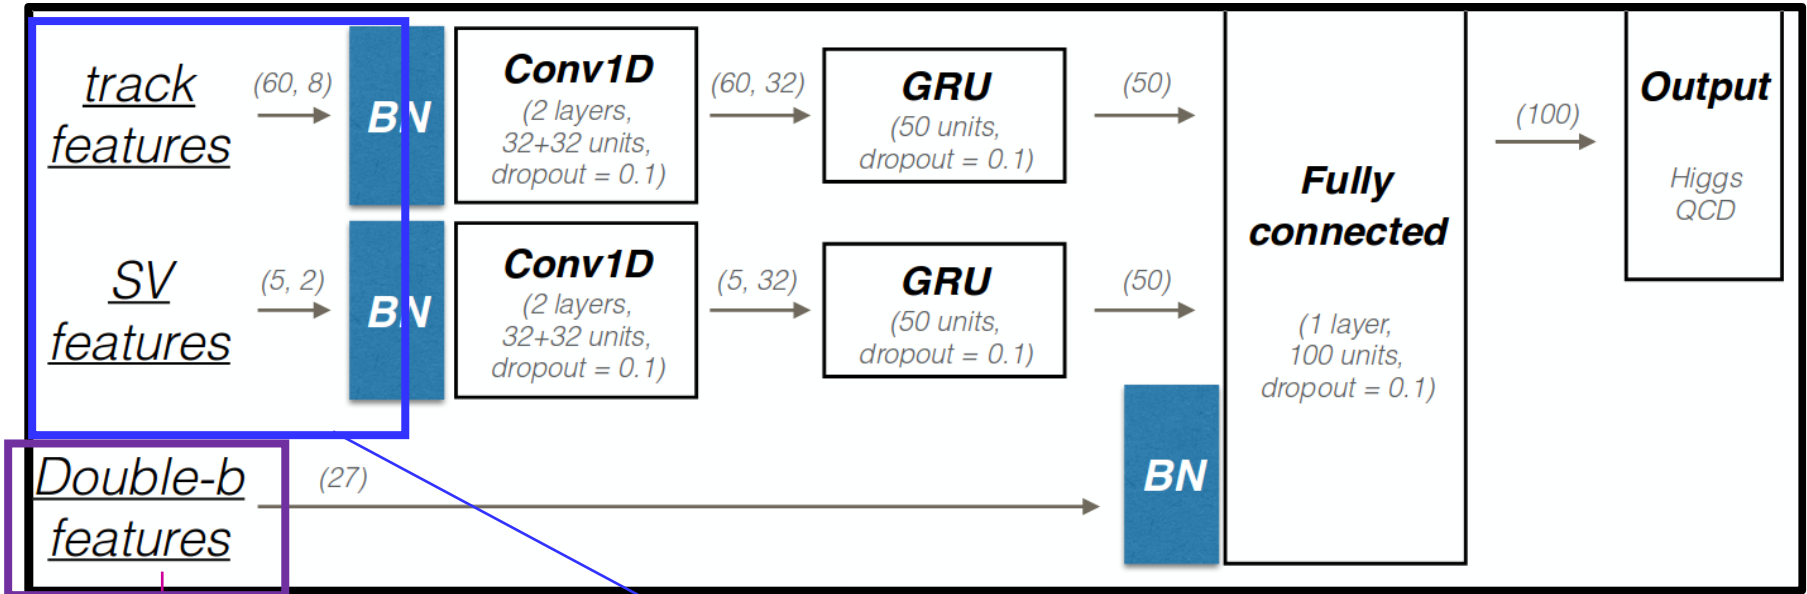 track
features
(60, 8)
BN
Conv1D
(2 layers,
32+32 units,
dropout = 0.1)
(60, 32)
GRU
(50 units,
dropout = 0.1)
(50)
SV
features
(5, 2)
BN
Conv1D
(2 layers,
32+32 units,
dropout = 0.1)
(5, 32)
GRU
(50 units,
dropout = 0.1)
(50)
Double-b
features
(27)
BN
Fully
connected
(1 layer,
100 units,
dropout = 0.1)
(100)
Output
Higgs
QCD